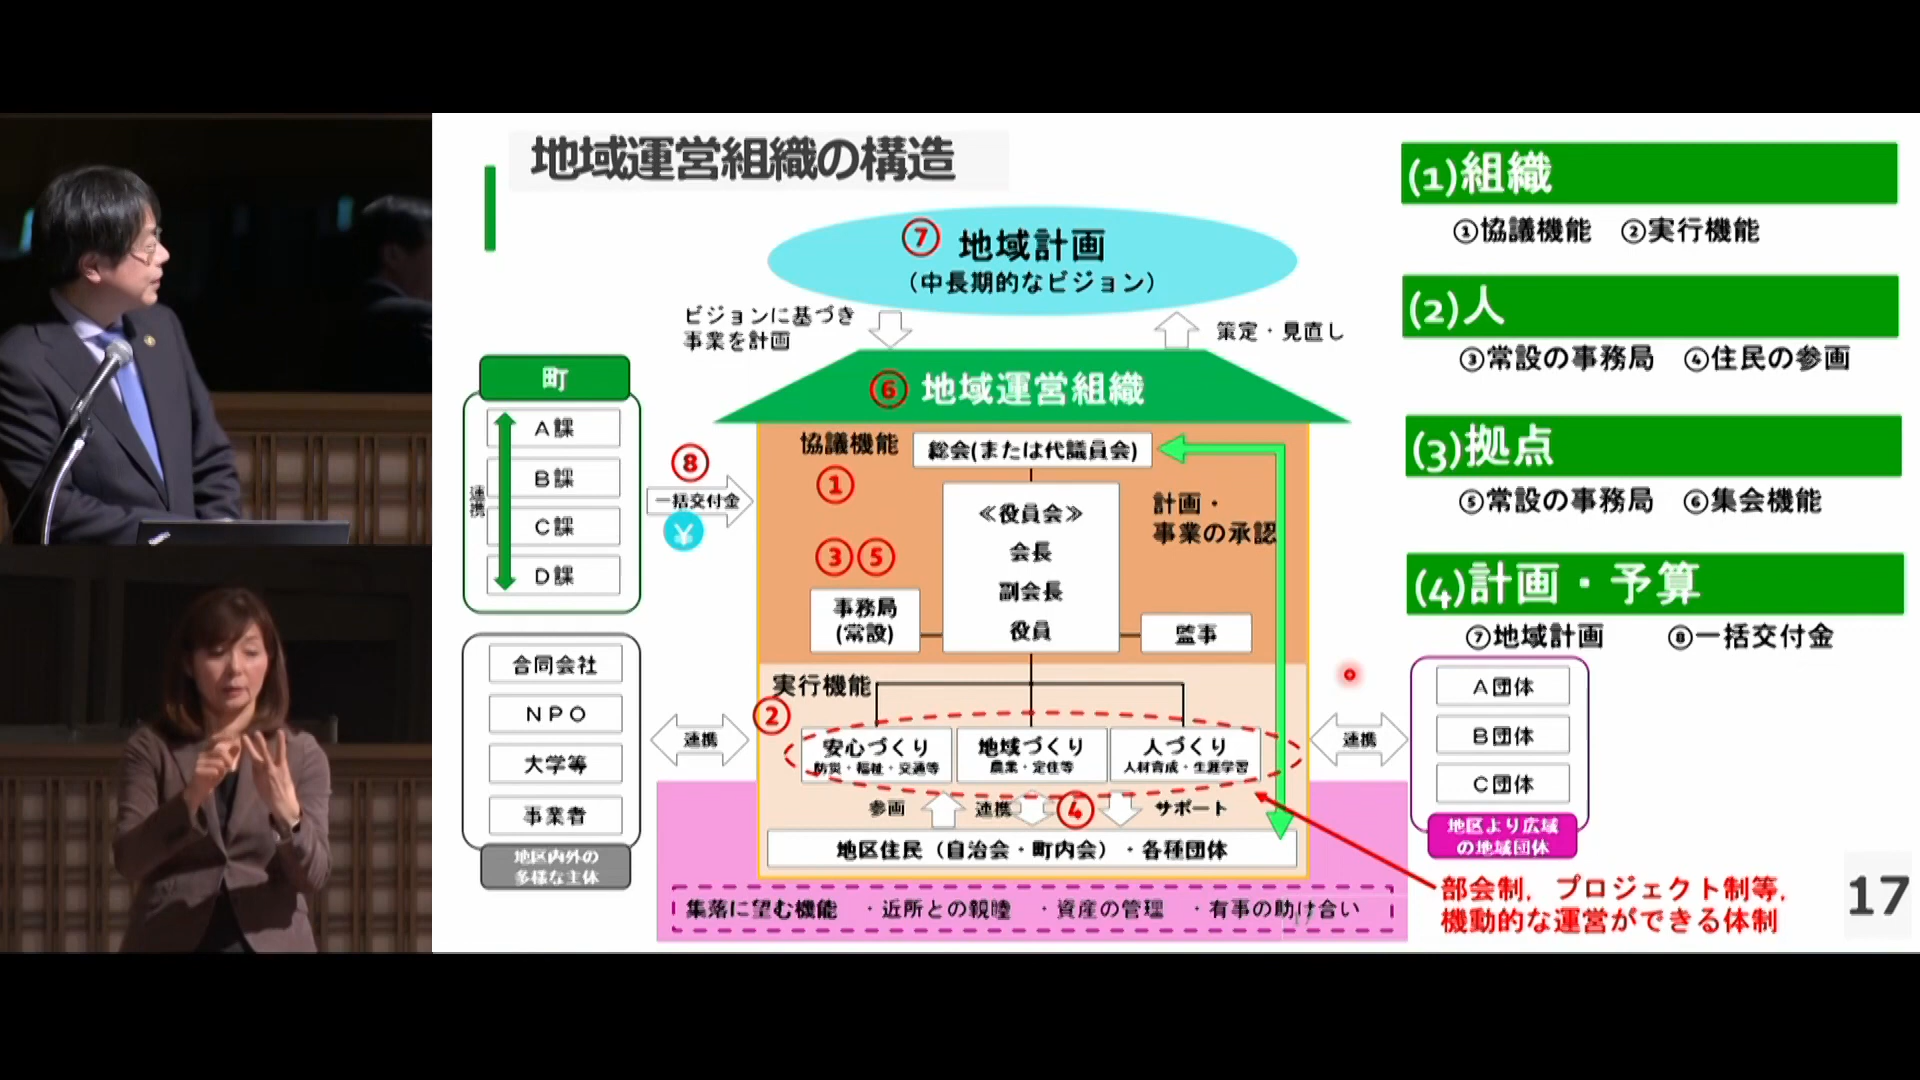 地域運営組織の構造
⑦ 地域計画
（中長期的なビジョン）
ビジョンに基づき
事業を計画
策定・見直し
町
A課
B課
C課
D課
連携
⑧
一括交付金
¥
⑥ 地域運営組織
協議機能
①
総会(または代議員会)
≪役員会≫
会長
副会長
役員
計画・
事業の承認
③⑤
事務局
(常設)
監事
実行機能
②
安心づくり
防災・福祉・交通等
地域づくり
農業・定住等
人づくり
人材育成・生涯学習
参画
連携
④
サポート
地区住民（自治会・町内会）・各種団体
集落に望む機能 ・近所との親睦 ・資産の管理 ・有事の助け合い
合同会社
NPO
大学等
事業者
地区内外の
多様な主体
連携
連携
(1)組織
①協議機能 ②実行機能
(2)人
③常設の事務局 ④住民の参画
(3)拠点
⑤常設の事務局 ⑥集会機能
(4)計画・予算
⑦地域計画 ⑧一括交付金
A団体
B団体
C団体
地区より広域
の地域団体
部会制，プロジェクト制等，
機動的な運営ができる体制
17